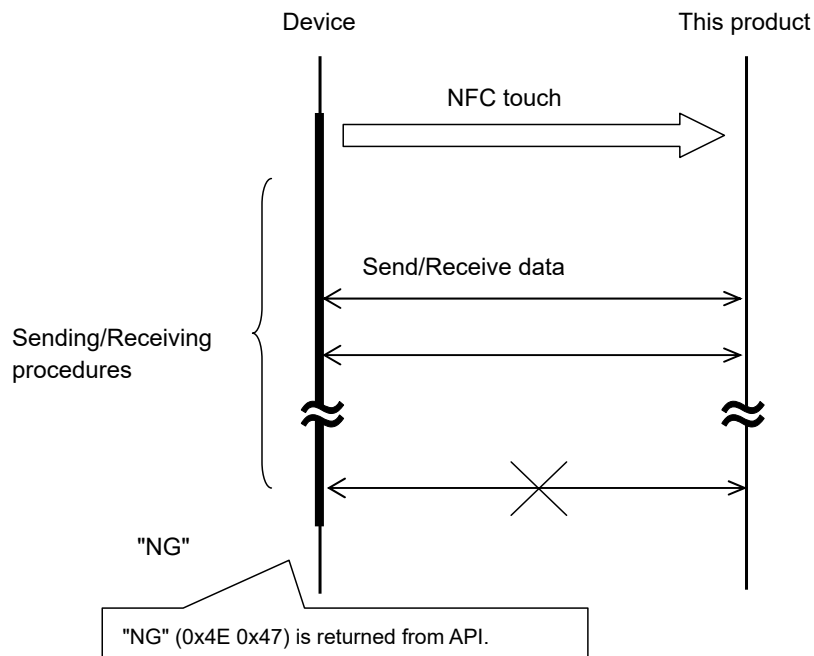 Device
This product
NFC touch
Send/Receive data
Sending/Receiving
procedures
"NG"
"NG" (0x4E 0x47) is returned from API.